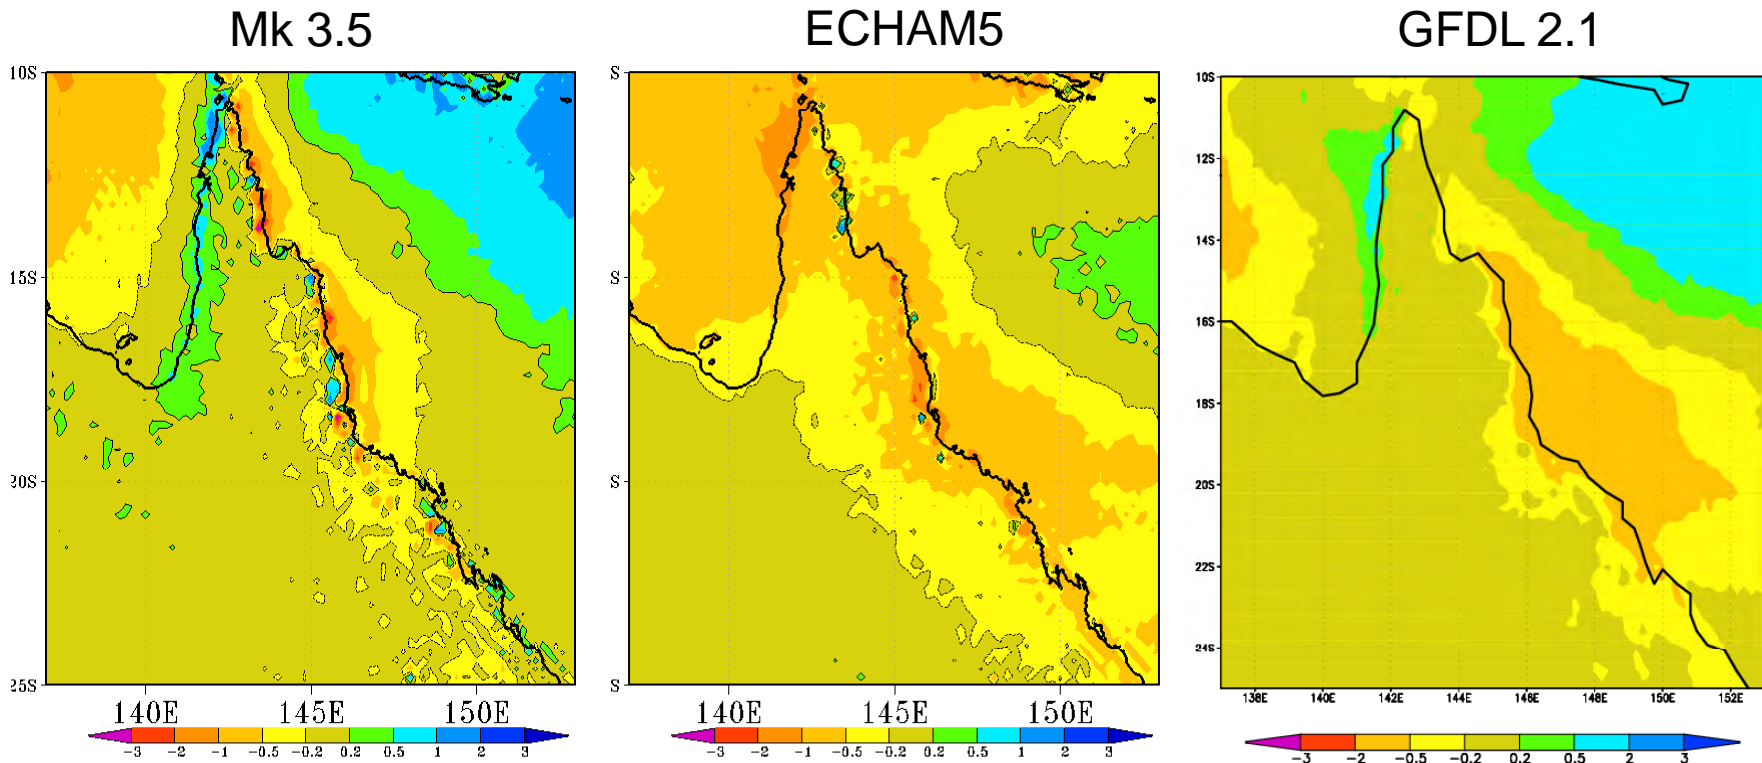 Mk 3.5
ECHAM5
GFDL 2.1
10S
15S
20S
25S
140E 145E 150E
-3 -2 -1 -0.5 -0.2 0.2 0.5 1 2 3
S
S
S
S
140E 145E 150E
-3 -2 -1 -0.5 -0.2 0.2 0.5 1 2 3
10S
12S
14S
16S
18S
20S
22S
24S
138E 140E 142E 144E 146E 148E 150E 152E
-3 -2 -0.5 -0.2 0.2 0.5 2 3